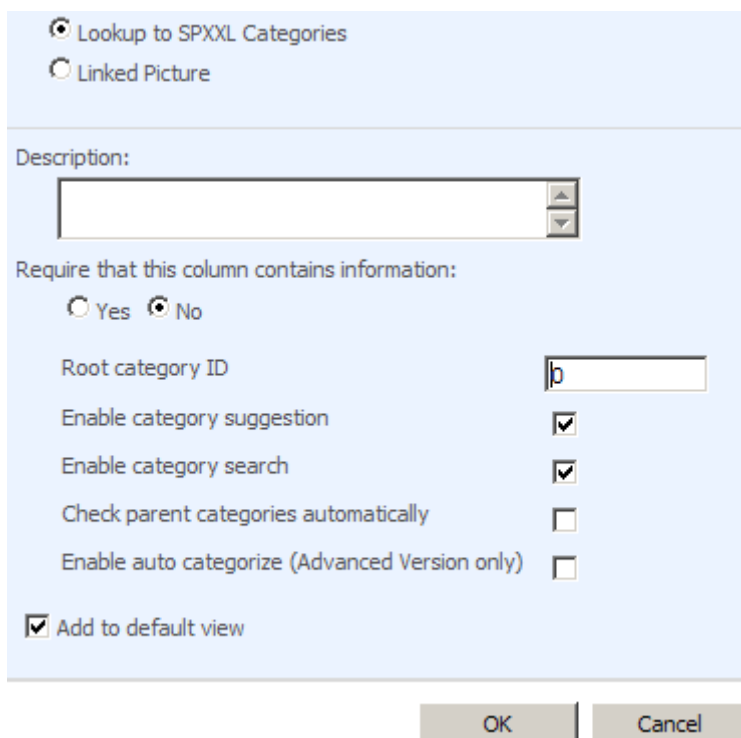 Lookup to SPXXL Categories
Linked Picture
Description:
Require that this column contains information:
Yes No
Root category ID 0
Enable category suggestion
Enable category search
Check parent categories automatically
Enable auto categorize (Advanced Version only)
Add to default view
OK Cancel